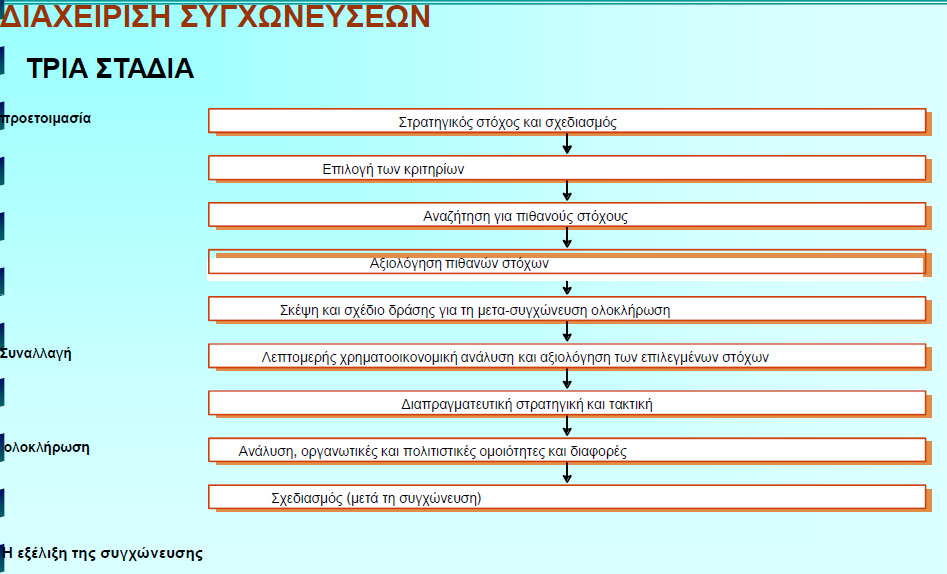 ΔΙΑΧΕΙΡΙΣΗ ΣΥΓΧΩΝΕΥΣΕΩΝ
ΤΡΙΑ ΣΤΑΔΙΑ
προετοιμασία
Στρατηγικός στόχος και σχεδιασμός
Επιλογή των κριτηρίων
Αναζήτηση για πιθανούς στόχους
Αξιολόγηση πιθανών στόχων
Σκέψη και σχέδιο δράσης για τη μετα-συγχώνευση ολοκλήρωση
Συναλλαγή
Λεπτομερής χρηματοοικονομική ανάλυση και αξιολόγηση των επιλεγμένων στόχων
Διαπραγματευτική στρατηγική και τακτική
ολοκλήρωση
Ανάλυση, οργανωτικές και πολιτιστικές ομοιότητες και διαφορές
Σχεδιασμός (μετά τη συγχώνευση)
Η εξέλιξη της συγχώνευσης